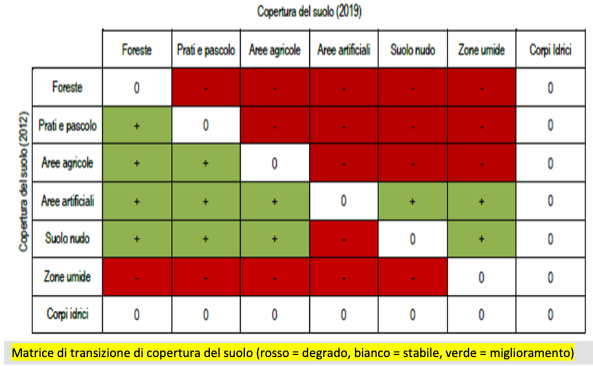 Copertura del suolo (2019)
Foreste Prati e pascolo Aree agricole Aree artificiali Suolo nudo Zone umide Corpi Idrici
Copertura del suolo (2012)
Foreste 0 - - - - - 0
Prati e pascolo + 0 - - - - 0
Aree agricole + + 0 - - - 0
Aree artificiali + + + 0 + + 0
Suolo nudo + + + - 0 + 0
Zone umide - - - - - 0 0
Corpi idrici 0 0 0 0 0 0 0
Matrice di transizione di copertura del suolo (rosso = degrado, bianco = stabile, verde = miglioramento)